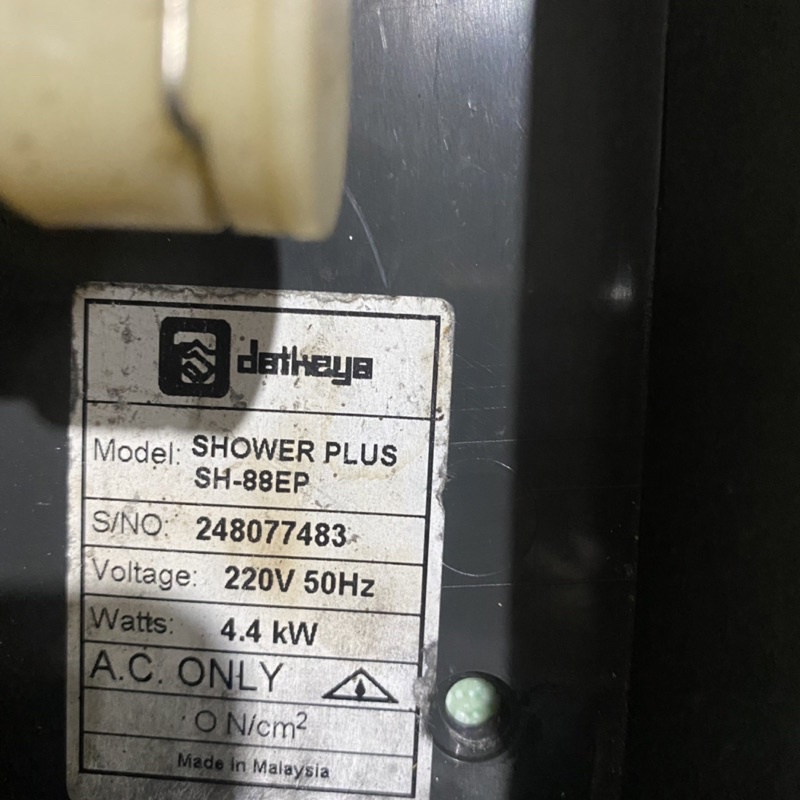 datkeya
Model: SHOWER PLUS
SH-88EP
S/NO: 248077483
Voltage: 220V 50Hz
Watts: 4.4 kW
A.C. ONLY
O N/cm²
Made in Malaysia